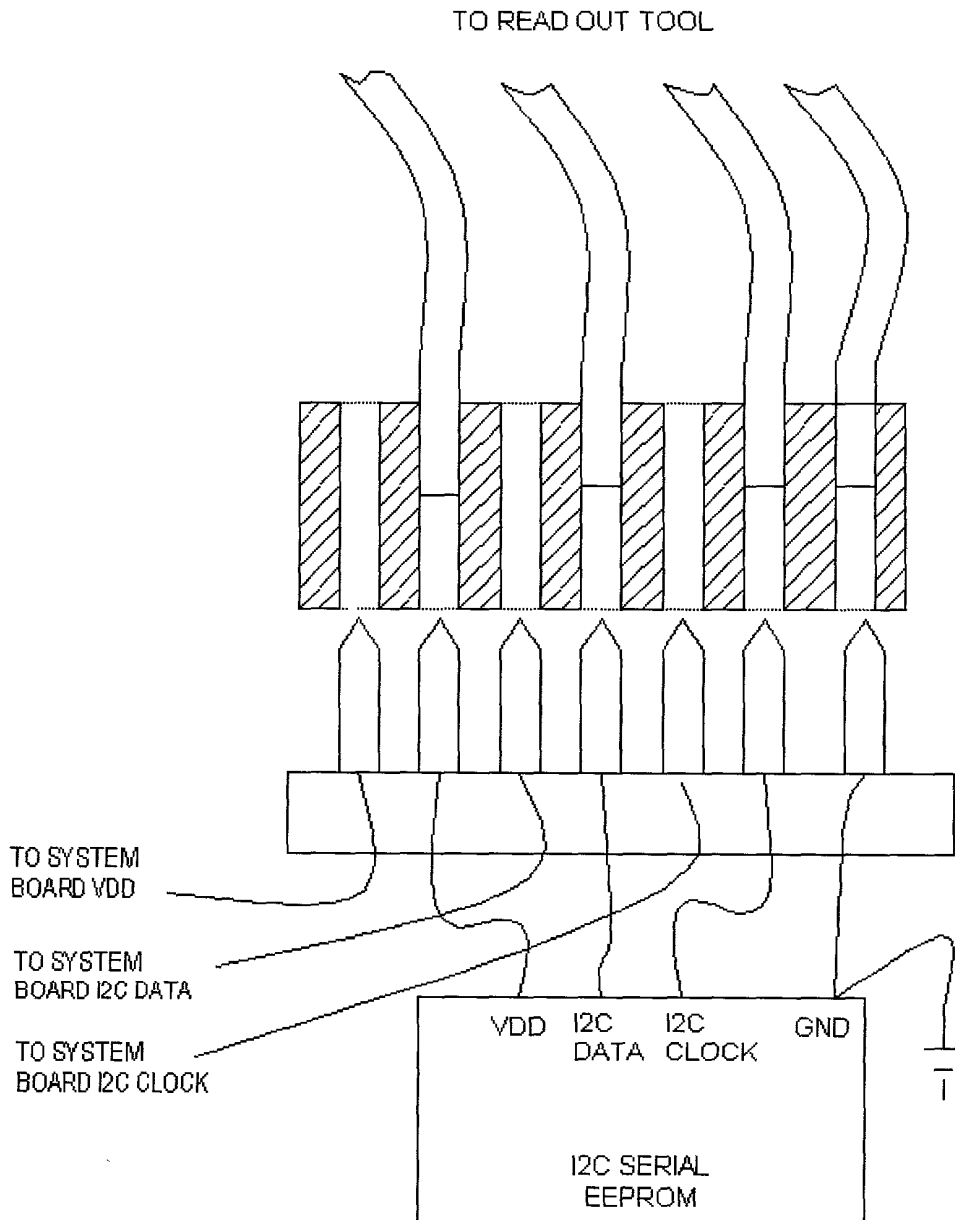 TO READ OUT TOOL
TO SYSTEM
BOARD VDD
TO SYSTEM
BOARD I2C DATA
TO SYSTEM
BOARD I2C CLOCK
VDD
I2C
DATA
I2C
CLOCK
GND
I2C SERIAL
EEPROM